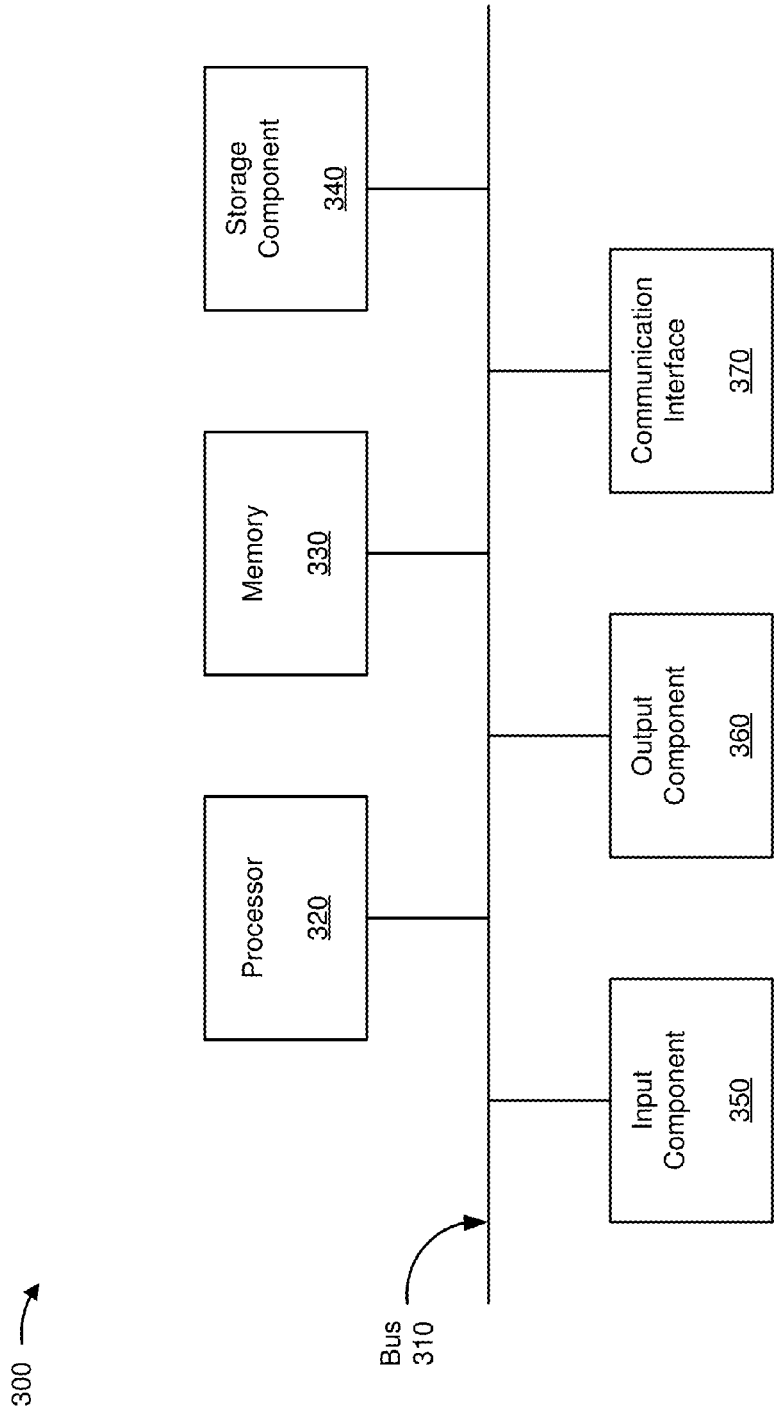 300
Processor
320
Memory
330
Storage
Component
340
Bus
310
Input
Component
350
Output
Component
360
Communication
Interface
370